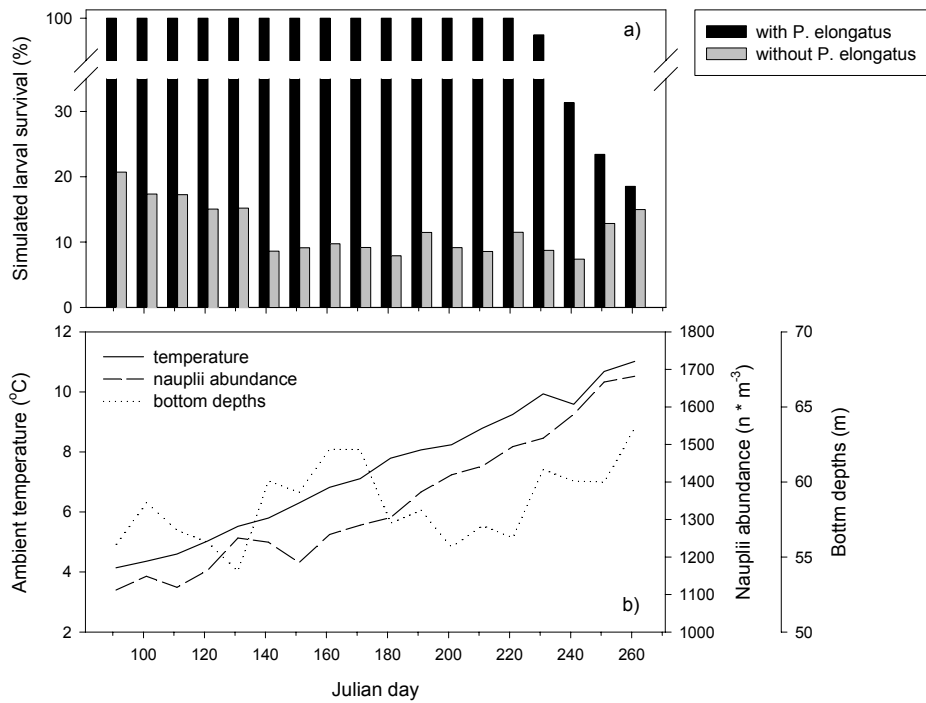 a)
with P. elongatus
without P. elongatus
Simulated larval survival (%)
100
30
20
10
0
temperature
nauplii abundance
bottom depths
b)
Ambient temperature (°C)
12
10
8
6
4
2
1800
1700
1600
1500
1400
1300
1200
1100
1000
Nauplii abundance (n * m-3)
70
65
60
55
50
Bottm depths (m)
100 120 140 160 180 200 220 240 260
Julian day